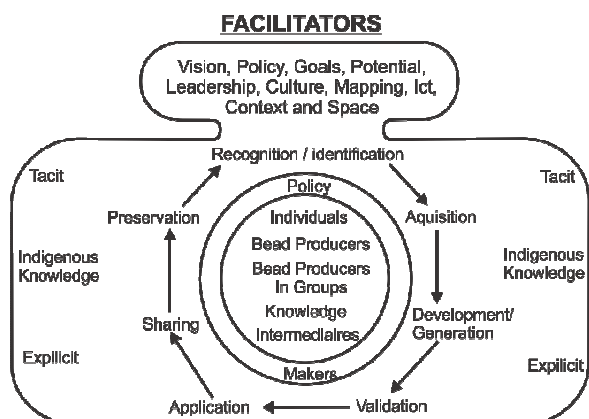 FACILITATORS
Vision, Policy, Goals, Potential,
Leadership, Culture, Mapping, Ict,
Context and Space
Recognition / identification
Tacit
Tacit
Policy
Preservation
Individuals
Aquisition
Bead Producers
Indigenous
Knowledge
Bead Producers
In Groups
Indigenous
Knowledge
Knowledge
Intermediaires
Development/
Generation
Sharing
Expilicit
Expilicit
Makers
Application
Validation